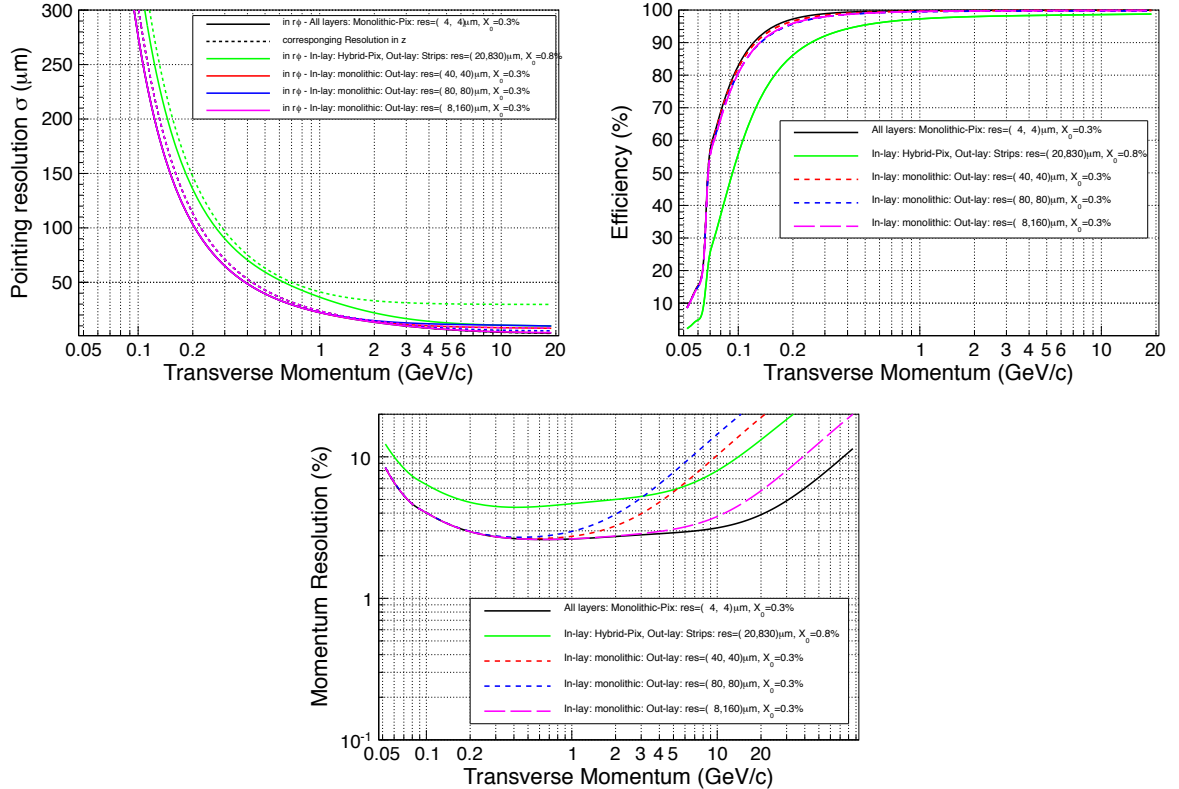 Pointing resolution σ (μm)
300
250
200
150
100
50
in rϕ - All layers: Monolithic-Pix: res=( 4, 4)μm, X0=0.3%
corresponging Resolution in z
in rϕ - In-lay: Hybrid-Pix, Out-lay: Strips: res=( 20,830)μm, X0=0.8%
in rϕ - In-lay: monolithic: Out-lay: res=( 40, 40)μm, X0=0.3%
in rϕ - In-lay: monolithic: Out-lay: res=( 80, 80)μm, X0=0.3%
in rϕ - In-lay: monolithic: Out-lay: res=( 8,160)μm, X0=0.3%
0.05 0.1 0.2 1 2 3 4 5 6 10 20
Transverse Momentum (GeV/c)
Efficiency (%)
100
90
80
70
60
50
40
30
20
10
All layers: Monolithic-Pix: res=( 4, 4)μm, X0=0.3%
In-lay: Hybrid-Pix, Out-lay: Strips: res=( 20,830)μm, X0=0.8%
In-lay: monolithic: Out-lay: res=( 40, 40)μm, X0=0.3%
In-lay: monolithic: Out-lay: res=( 80, 80)μm, X0=0.3%
In-lay: monolithic: Out-lay: res=( 8,160)μm, X0=0.3%
0.05 0.1 0.2 1 2 3 4 5 6 10 20
Transverse Momentum (GeV/c)
Momentum Resolution (%)
10
1
10-1
All layers: Monolithic-Pix: res=( 4, 4)μm, X0=0.3%
In-lay: Hybrid-Pix, Out-lay: Strips: res=( 20,830)μm, X0=0.8%
In-lay: monolithic: Out-lay: res=( 40, 40)μm, X0=0.3%
In-lay: monolithic: Out-lay: res=( 80, 80)μm, X0=0.3%
In-lay: monolithic: Out-lay: res=( 8,160)μm, X0=0.3%
0.05 0.1 0.2 1 2 3 4 5 10 20
Transverse Momentum (GeV/c)